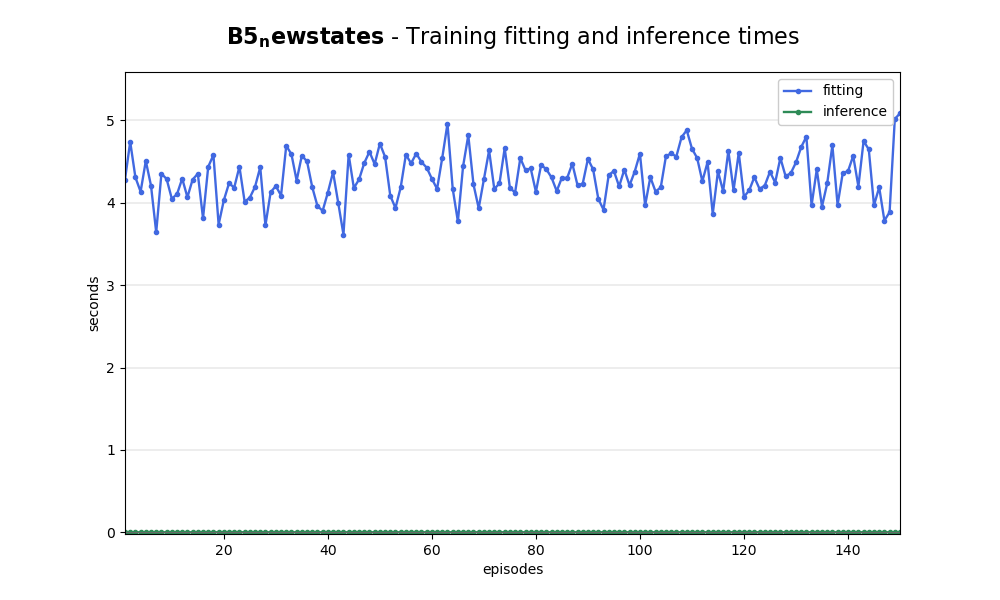 B5ₙewstates - Training fitting and inference times
fitting
inference
5
4
3
2
1
0
seconds
20 40 60 80 100 120 140
episodes